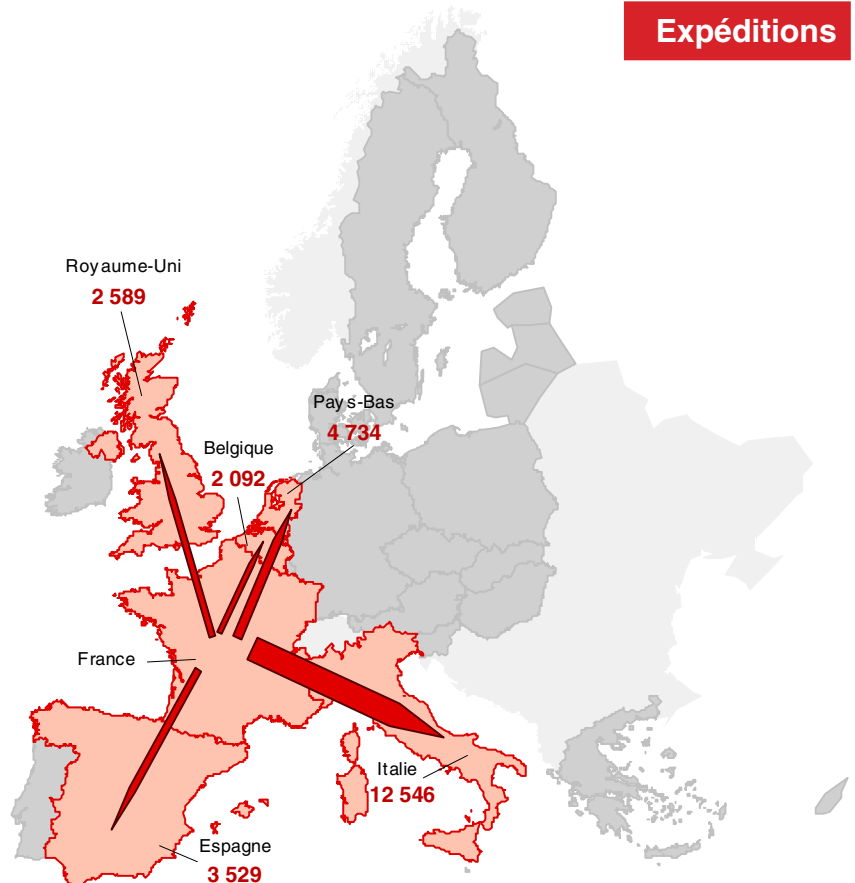 Expéditions
Royaume-Uni
2 589
Pays-Bas
4 734
Belgique
2 092
France
Italie
12 546
Espagne
3 529